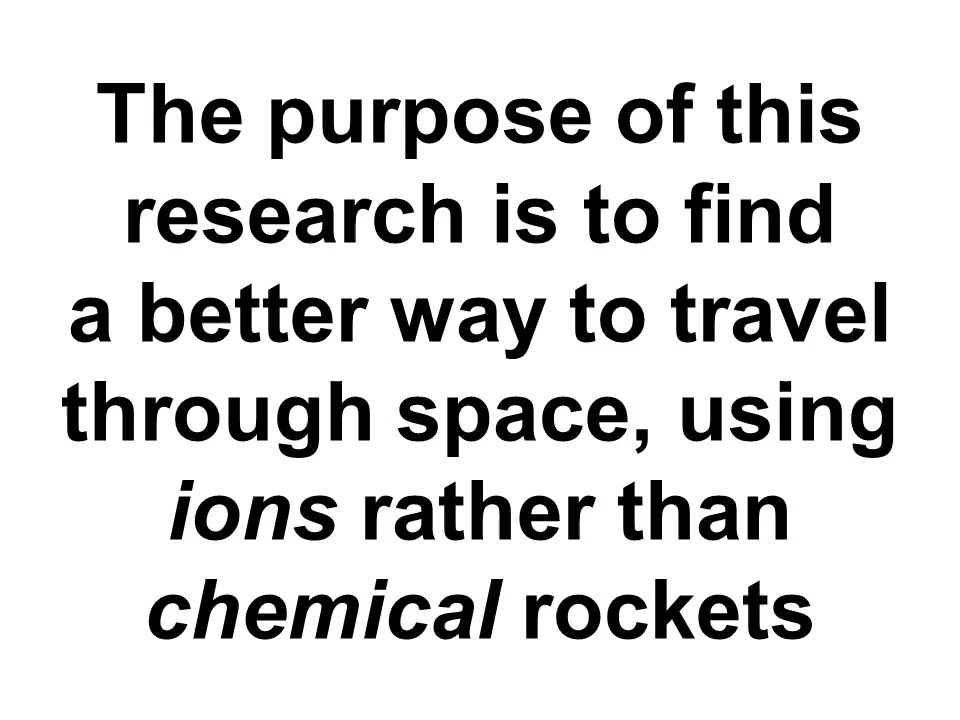 The purpose of this
research is to find
a better way to travel
through space, using
ions rather than
chemical rockets